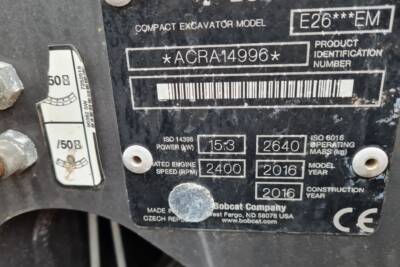 COMPACT EXCAVATOR MODEL E26***EM
*ACRA14996* PRODUCT IDENTIFICATION NUMBER
ISO 14396 POWER (kW) 15.3 2640 ISO 6016 OPERATING MASS (kg)
RATED ENGINE SPEED (RPM) 2400 2016 MODEL YEAR
2016 CONSTRUCTION YEAR
Bobcat Company
West Fargo, ND 58078 USA
CZECH
www.bobcat.com
CE
50B
/50B